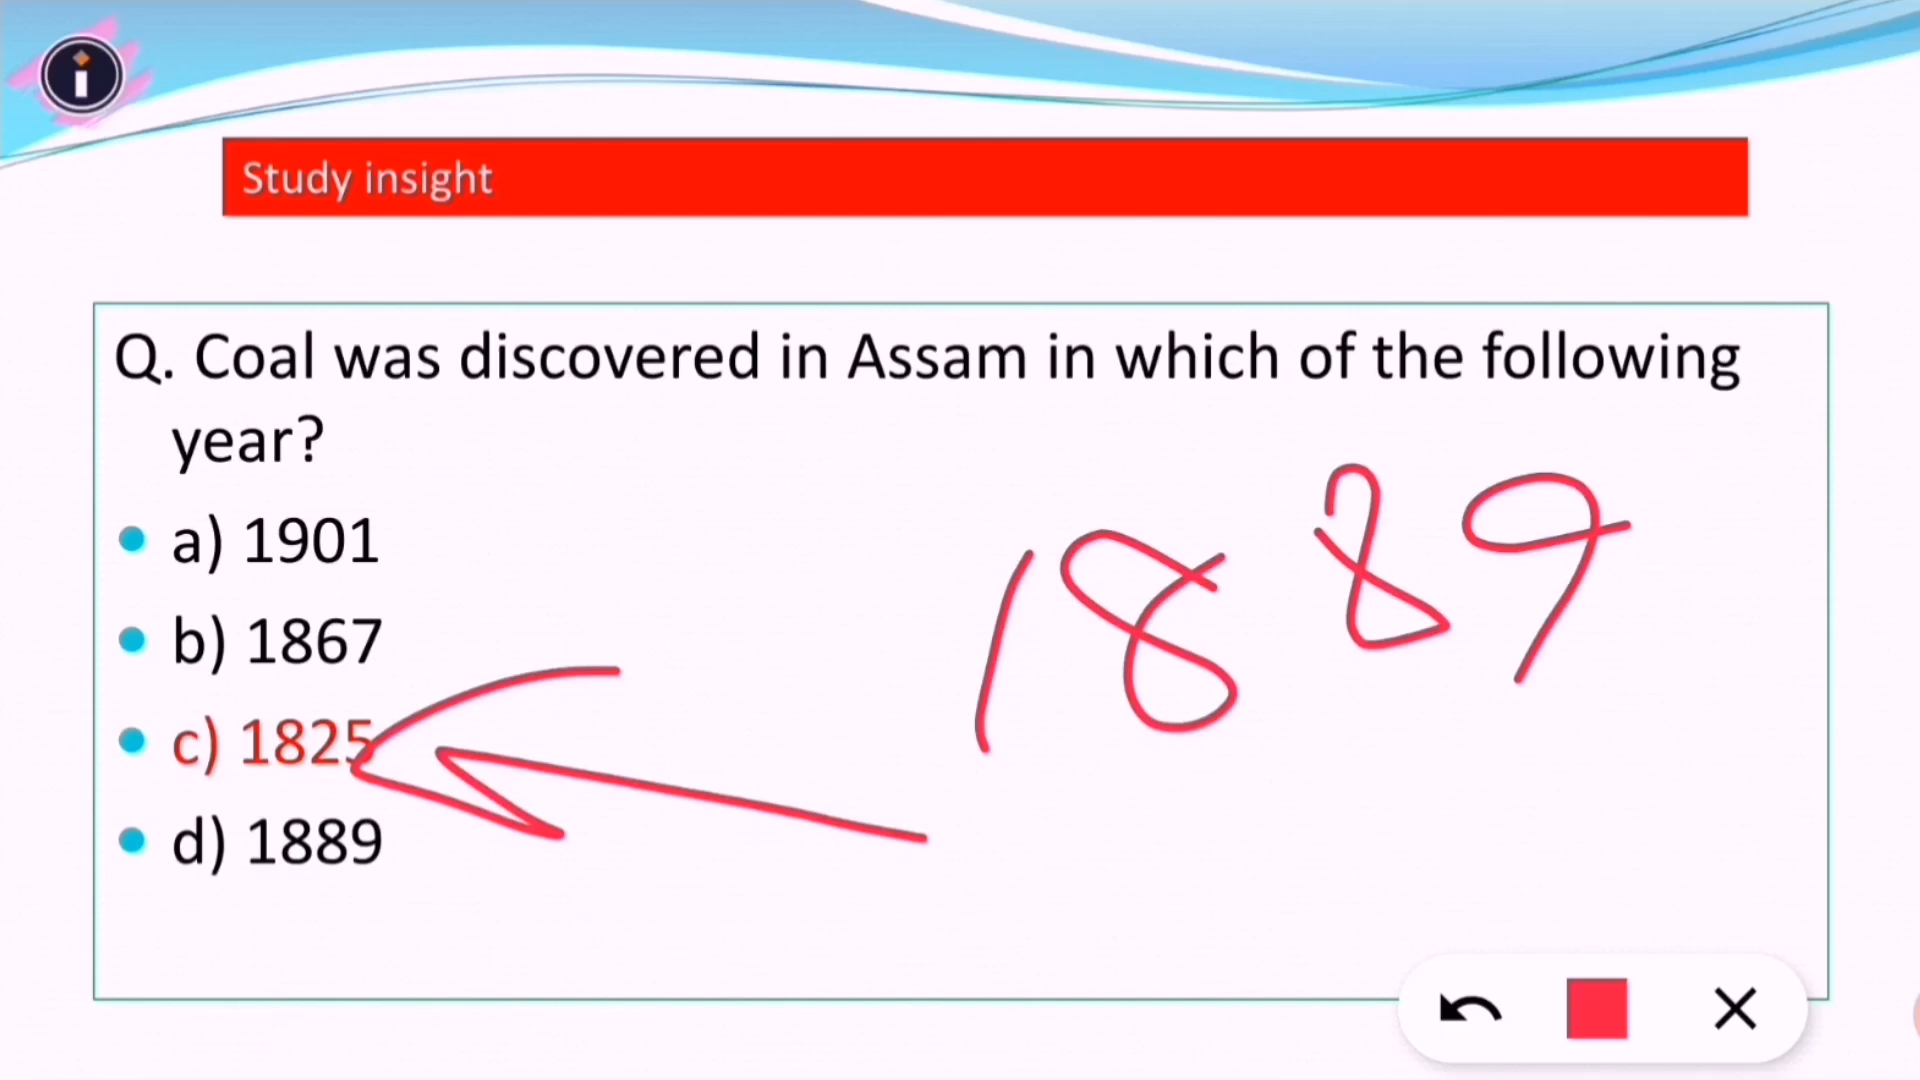 Study insight
Q. Coal was discovered in Assam in which of the following
year?
a) 1901
b) 1867
c) 1825
d) 1889
1889